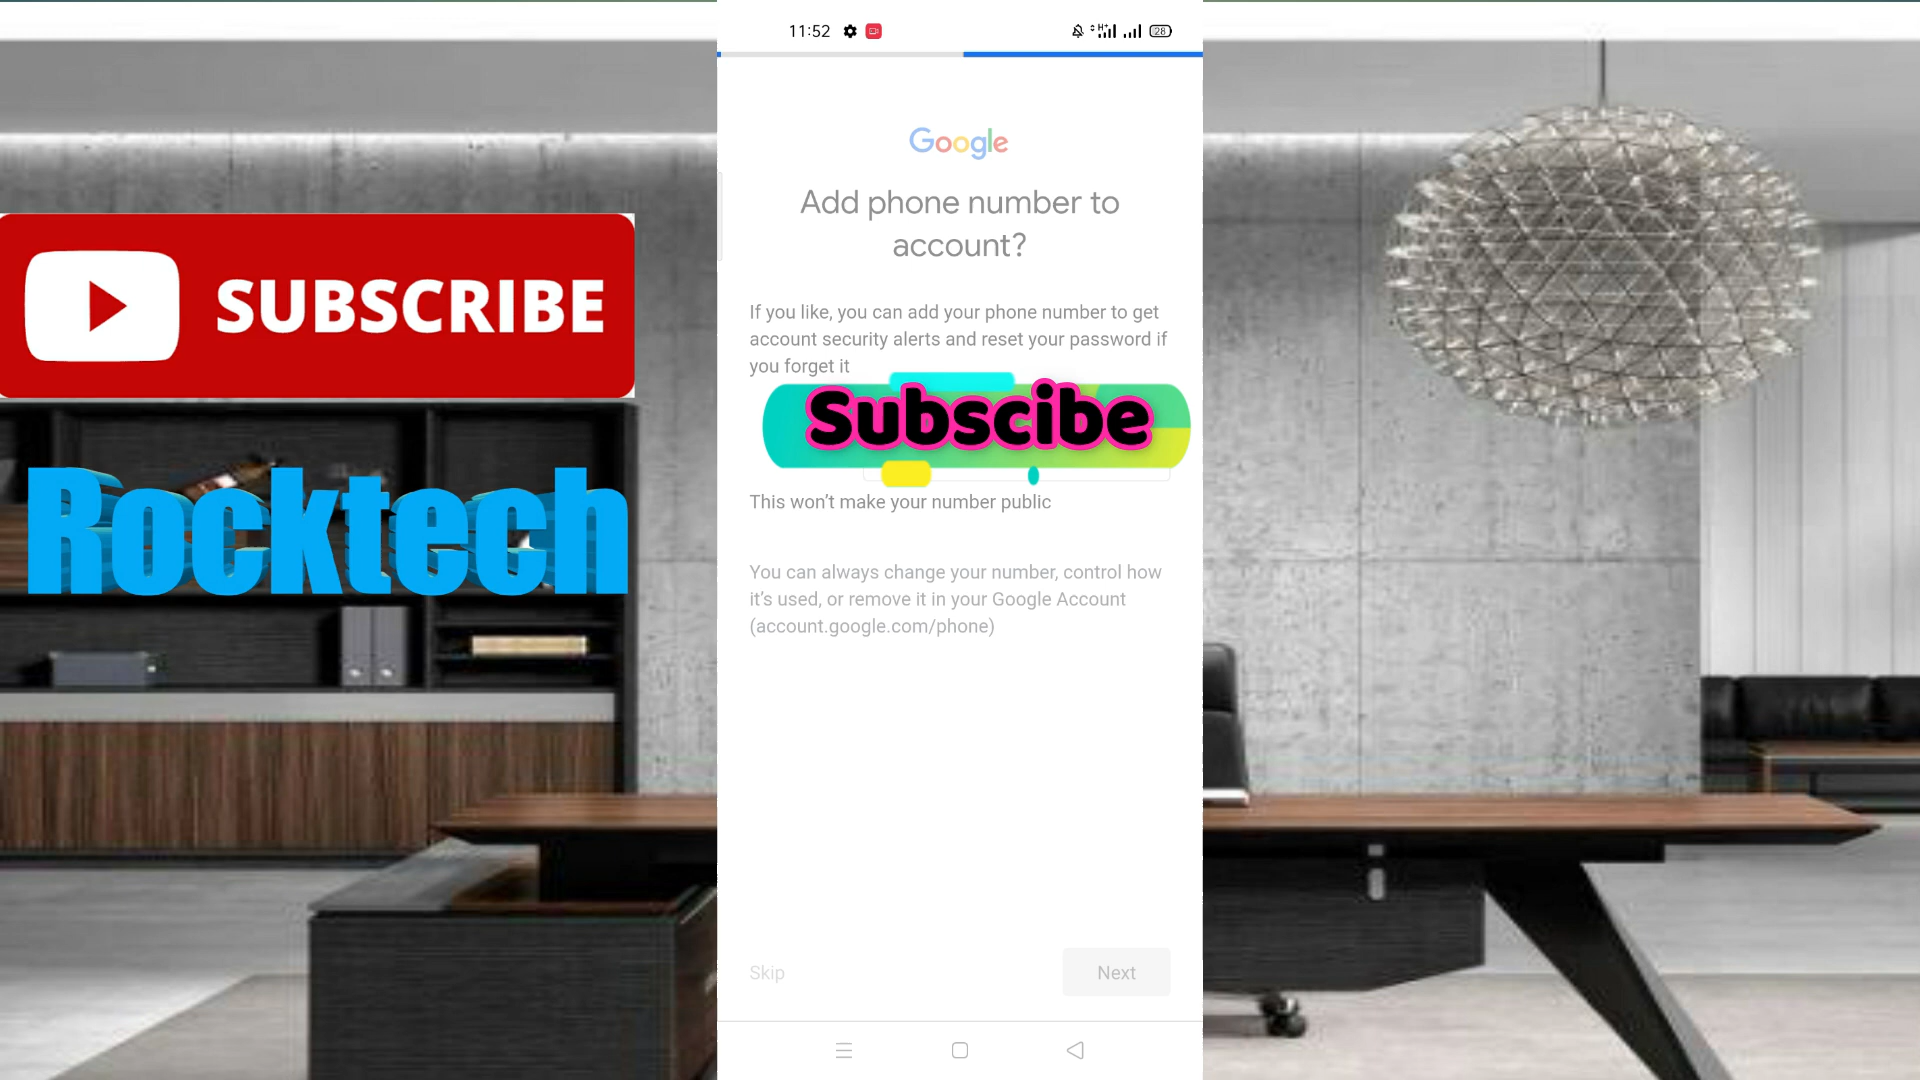 11:52
28
Google
Add phone number to
account?
If you like, you can add your phone number to get
account security alerts and reset your password if
you forget it
Subscibe
This won't make your number public
You can always change your number, control how
it's used, or remove it in your Google Account
(account.google.com/phone)
Skip
Next
SUBSCRIBE
Rocktech